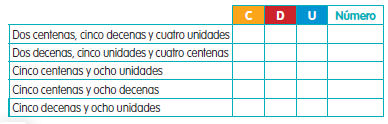 C D U Número
Dos centenas, cinco decenas y cuatro unidades
Dos decenas, cinco unidades y cuatro centenas
Cinco centenas y ocho unidades
Cinco centenas y ocho decenas
Cinco decenas y ocho unidades